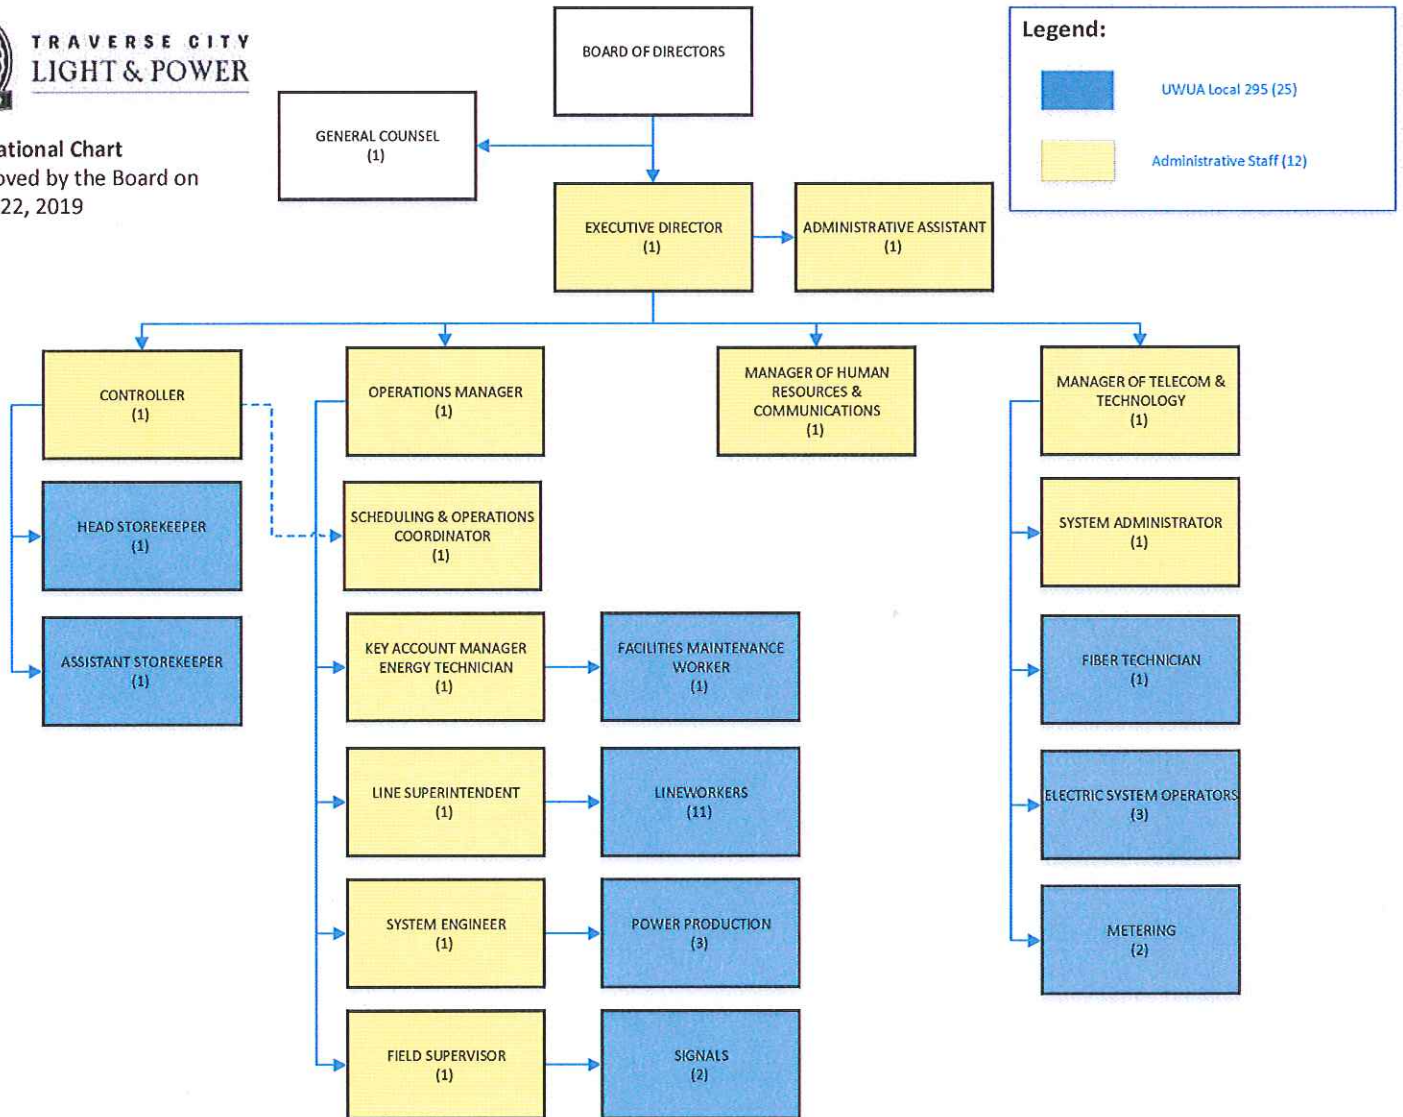 TRAVERSE CITY
LIGHT & POWER
ational Chart
oved by the Board on
22, 2019
BOARD OF DIRECTORS
Legend:
UWUA Local 295 (25)
Administrative Staff (12)
GENERAL COUNSEL
(1)
EXECUTIVE DIRECTOR
(1)
ADMINISTRATIVE ASSISTANT
(1)
CONTROLLER
(1)
OPERATIONS MANAGER
(1)
MANAGER OF HUMAN
RESOURCES &
COMMUNICATIONS
(1)
MANAGER OF TELECOM &
TECHNOLOGY
(1)
HEAD STOREKEEPER
(1)
SCHEDULING & OPERATIONS
COORDINATOR
(1)
SYSTEM ADMINISTRATOR
(1)
ASSISTANT STOREKEEPER
(1)
KEY ACCOUNT MANAGER
ENERGY TECHNICIAN
(1)
FACILITIES MAINTENANCE
WORKER
(1)
FIBER TECHNICIAN
(1)
LINE SUPERINTENDENT
(1)
LINEWORKERS
(11)
ELECTRIC SYSTEM OPERATORS
(3)
SYSTEM ENGINEER
(1)
POWER PRODUCTION
(3)
METERING
(2)
FIELD SUPERVISOR
(1)
SIGNALS
(2)